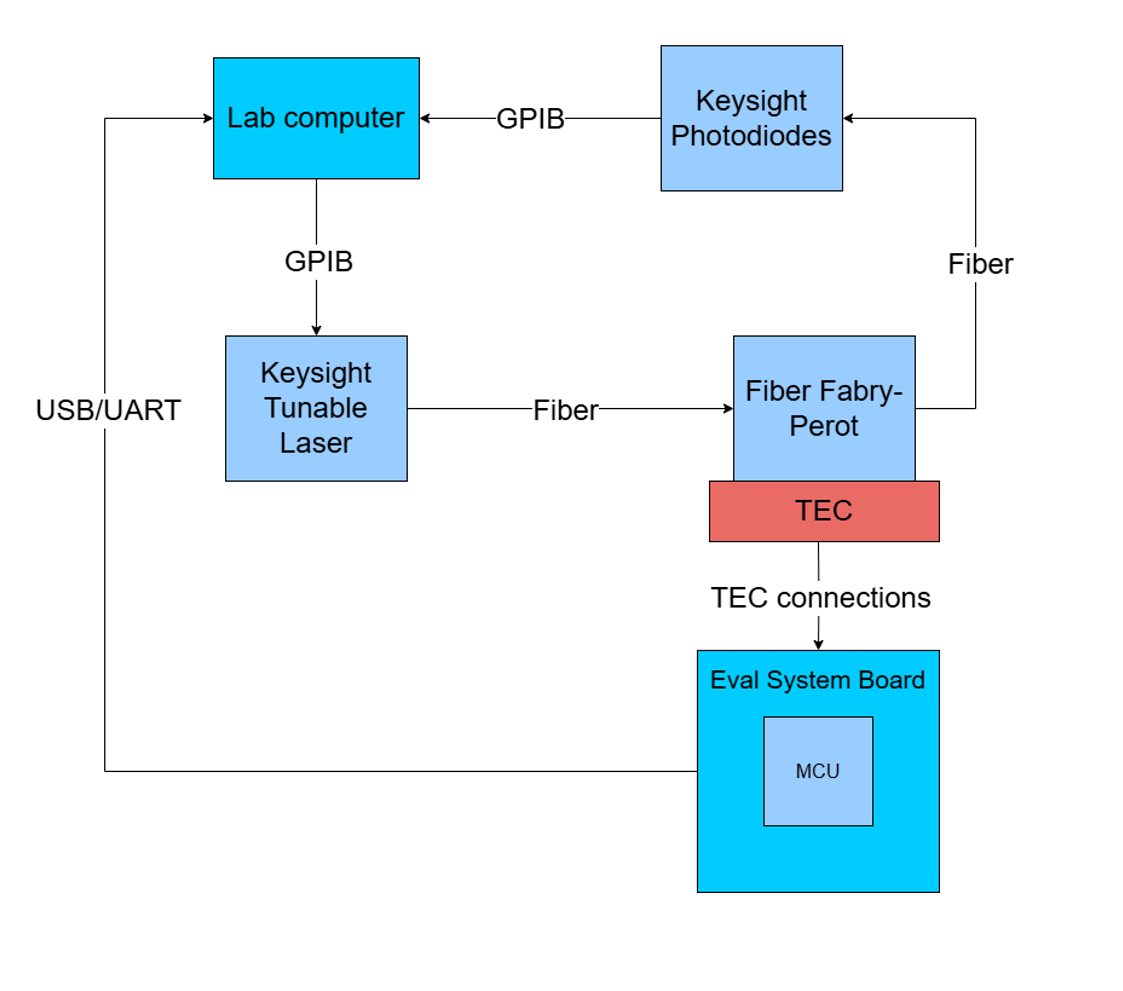 Lab computer
GPIB
Keysight
Photodiodes
GPIB
Fiber
Keysight
Tunable
Laser
Fiber
Fiber Fabry-
Perot
USB/UART
TEC
TEC connections
Eval System Board
MCU